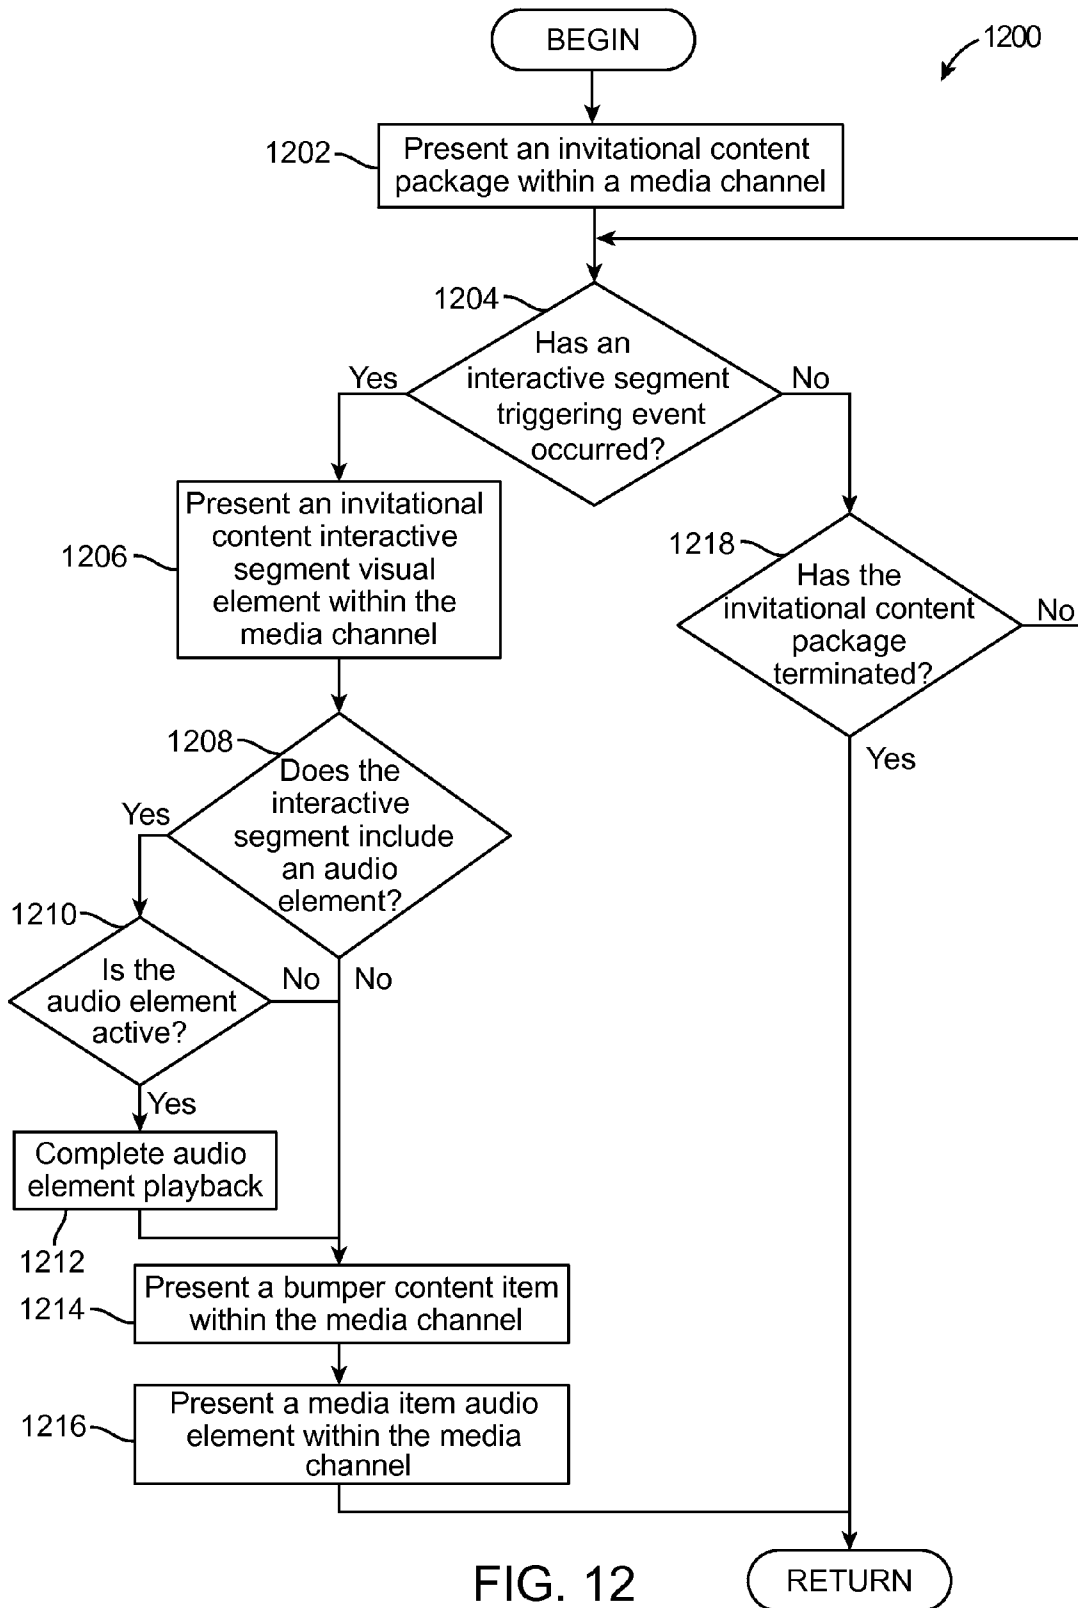 BEGIN
1200
1202
Present an invitational content
package within a media channel
1204
Has an
interactive segment
triggering event
occurred?
Yes
No
1206
Present an invitational
content interactive
segment visual
element within the
media channel
1218
Has the
invitational content
package
terminated?
No
Yes
1208
Does the
interactive
segment include
an audio
element?
Yes
No
1210
Is the
audio element
active?
No
Yes
Complete audio
element playback
1212
1214
Present a bumper content item
within the media channel
1216
Present a media item audio
element within the media
channel
RETURN
FIG. 12